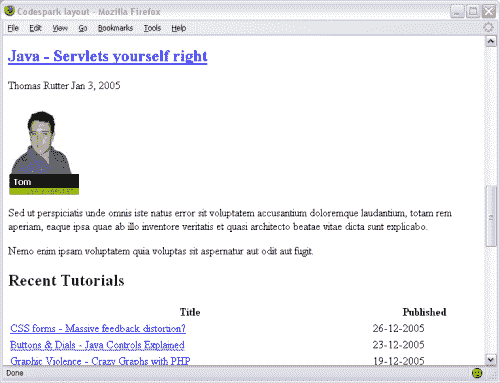 Codespark layout - Mozilla Firefox
File Edit View Go Bookmarks Tools Help
Java - Servlets yourself right
Thomas Rutter Jan 3, 2005
Tom
Sed ut perspiciatis unde omnis iste natus error sit voluptatem accusantium doloremque laudantium, totam rem
aperiam, eaque ipsa quae ab illo inventore veritatis et quasi architecto beatae vitae dicta sunt explicabo.
Nemo enim ipsam voluptatem quia voluptas sit aspernatur aut odit aut fugit.
Recent Tutorials
Title Published
CSS forms - Massive feedback distortion? 26-12-2005
Buttons & Dials - Java Controls Explained 23-12-2005
Graphic Violence - Crazy Graphs with PHP 19-12-2005
Done